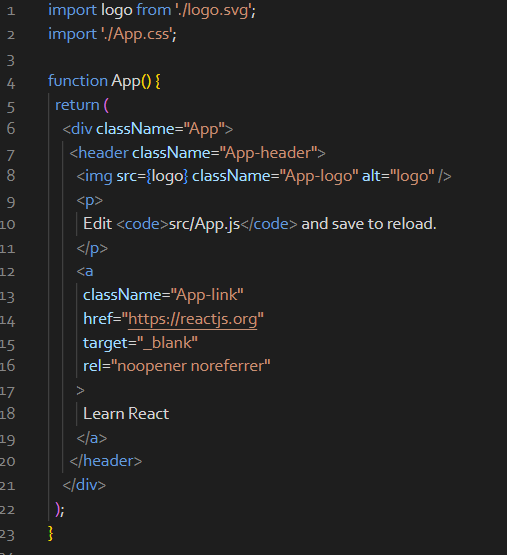 1 import logo from './logo.svg';
2 import './App.css';
3
4 function App() {
5 return (
6 <div className="App">
7 <header className="App-header">
8 <img src={logo} className="App-logo" alt="logo" />
9 <p>
10 Edit <code>src/App.js</code> and save to reload.
11 </p>
12 <a
13 className="App-link"
14 href="https://reactjs.org"
15 target="_blank"
16 rel="noopener noreferrer"
17 >
18 Learn React
19 </a>
20 </header>
21 </div>
22 );
23 }